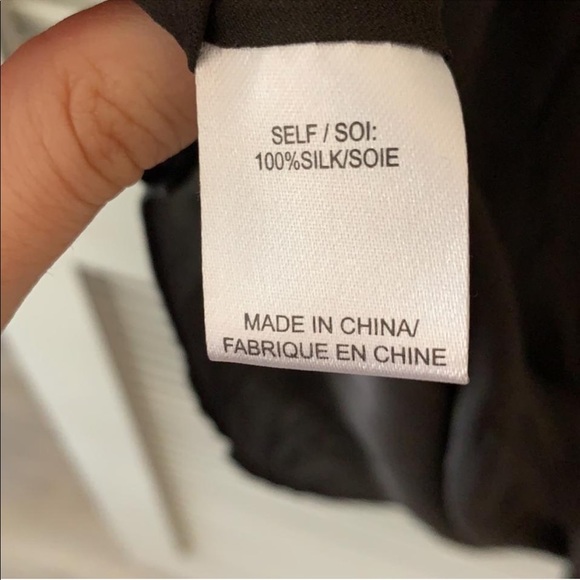 SELF / SOI:
100%SILK/SOIE
MADE IN CHINA/
FABRIQUE EN CHINE